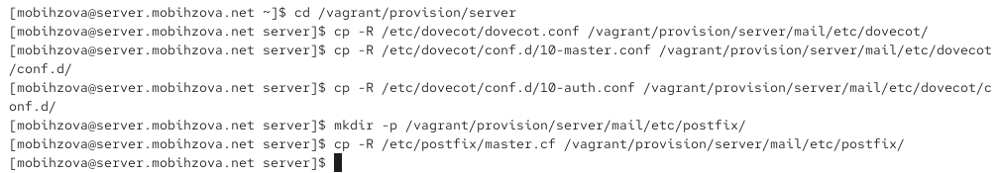 [mobihzova@server.mobihzova.net ~]$ cd /vagrant/provision/server
[mobihzova@server.mobihzova.net server]$ cp -R /etc/dovecot/dovecot.conf /vagrant/provision/server/mail/etc/dovecot/
[mobihzova@server.mobihzova.net server]$ cp -R /etc/dovecot/conf.d/10-master.conf /vagrant/provision/server/mail/etc/dovecot
/conf.d/
[mobihzova@server.mobihzova.net server]$ cp -R /etc/dovecot/conf.d/10-auth.conf /vagrant/provision/server/mail/etc/dovecot/c
onf.d/
[mobihzova@server.mobihzova.net server]$ mkdir -p /vagrant/provision/server/mail/etc/postfix/
[mobihzova@server.mobihzova.net server]$ cp -R /etc/postfix/master.cf /vagrant/provision/server/mail/etc/postfix/
[mobihzova@server.mobihzova.net server]$